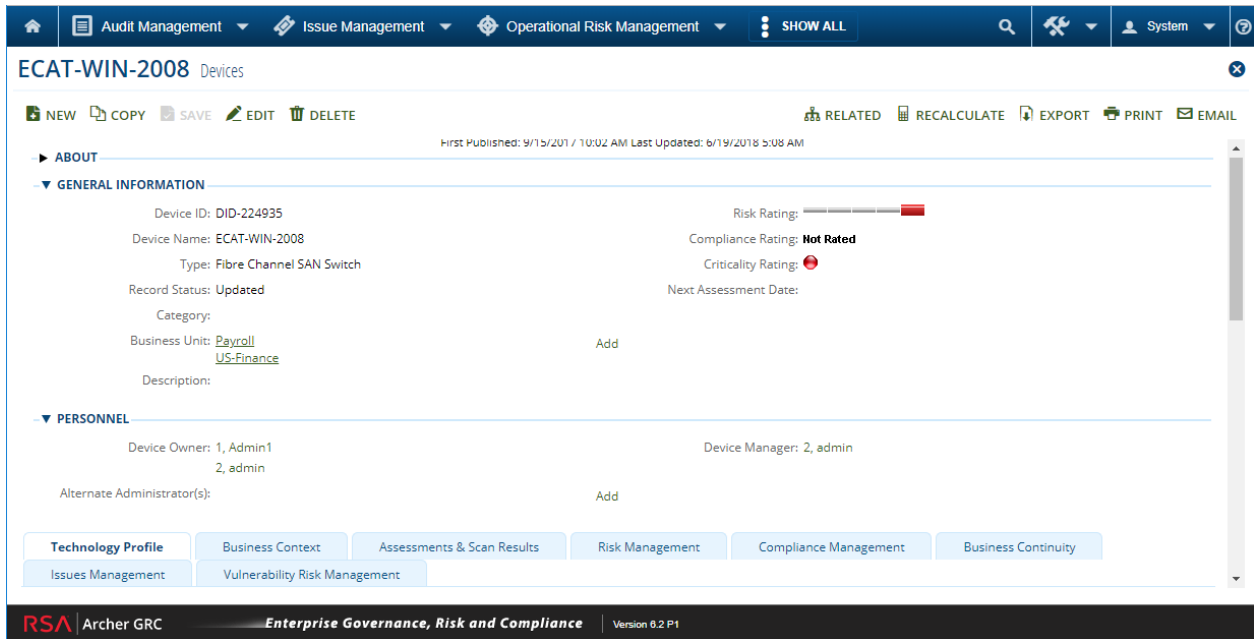 Audit Management Issue Management Operational Risk Management SHOW ALL System
ECAT-WIN-2008 Devices
NEW COPY SAVE EDIT DELETE RELATED RECALCULATE EXPORT PRINT EMAIL
First Published: 9/15/2017 10:02 AM Last Updated: 6/19/2018 5:08 AM
ABOUT
GENERAL INFORMATION
Device ID: DID-224935 Risk Rating:
Device Name: ECAT-WIN-2008 Compliance Rating: Not Rated
Type: Fibre Channel SAN Switch Criticality Rating:
Record Status: Updated Next Assessment Date:
Category:
Business Unit: Payroll Add
US-Finance
Description:
PERSONNEL
Device Owner: 1, Admin1 Device Manager: 2, admin
2, admin
Alternate Administrator(s): Add
Technology Profile Business Context Assessments & Scan Results Risk Management Compliance Management Business Continuity
Issues Management Vulnerability Risk Management
RSA Archer GRC Enterprise Governance, Risk and Compliance Version 6.2 P1